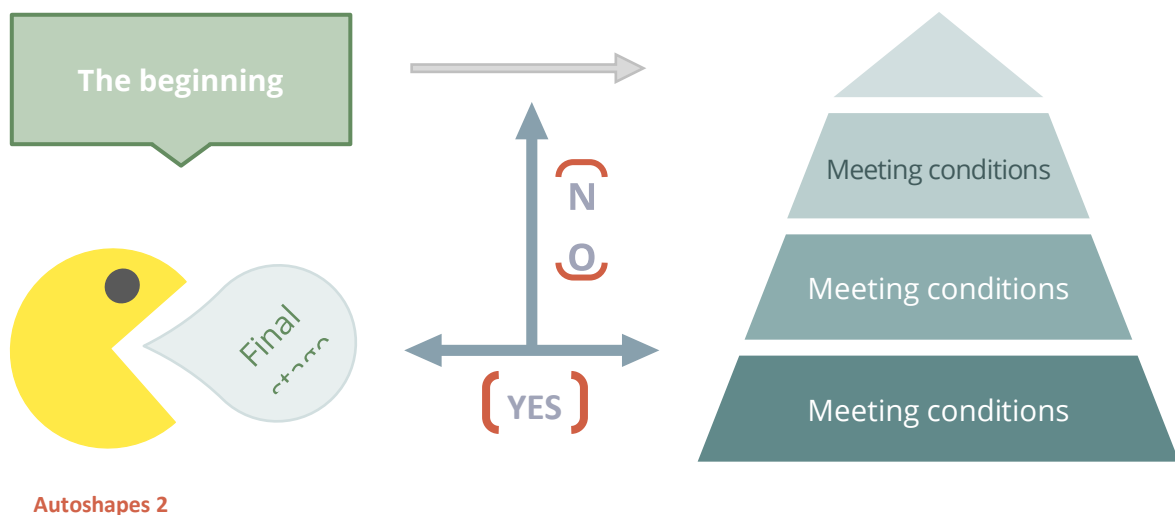 The beginning
Meeting conditions
N
O
Meeting conditions
Final
YES
Meeting conditions
Autoshapes 2